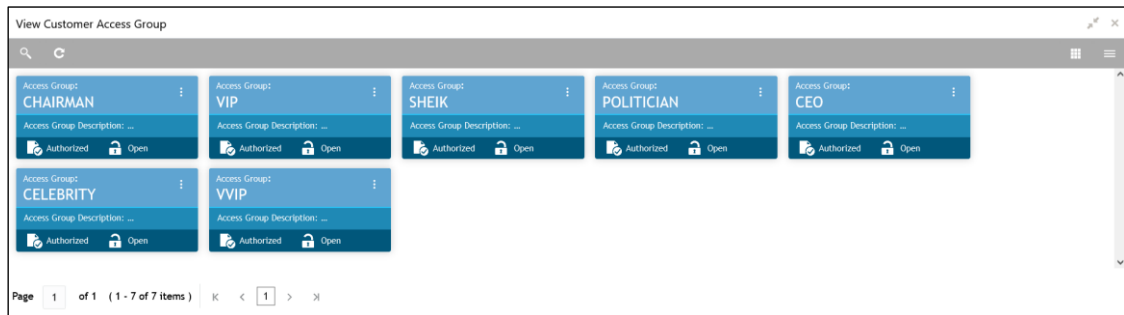 View Customer Access Group
Access Group:
CHAIRMAN
Access Group Description: ...
Authorized Open
Access Group:
VIP
Access Group Description: ...
Authorized Open
Access Group:
SHEIK
Access Group Description: ...
Authorized Open
Access Group:
POLITICIAN
Access Group Description: ...
Authorized Open
Access Group:
CEO
Access Group Description: ...
Authorized Open
Access Group:
CELEBRITY
Access Group Description: ...
Authorized Open
Access Group:
VVIP
Access Group Description: ...
Authorized Open
Page 1 of 1 ( 1 - 7 of 7 items ) 1